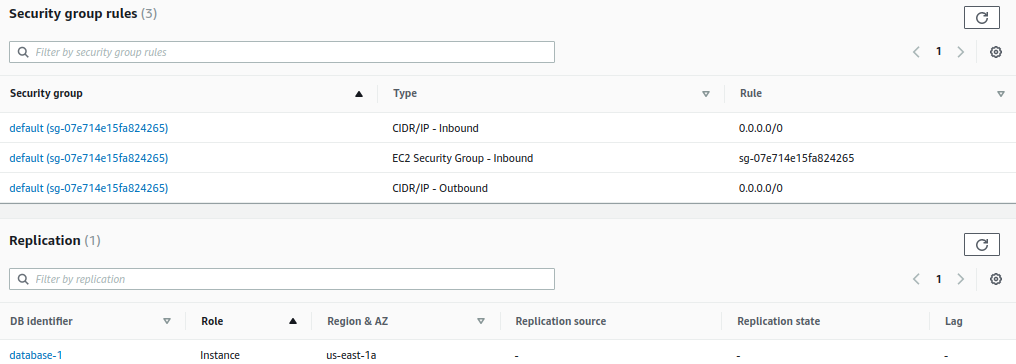 Security group rules (3)
Filter by security group rules
1
Security group Type Rule
default (sg-07e714e15fa824265) CIDR/IP - Inbound 0.0.0.0/0
default (sg-07e714e15fa824265) EC2 Security Group - Inbound sg-07e714e15fa824265
default (sg-07e714e15fa824265) CIDR/IP - Outbound 0.0.0.0/0
Replication (1)
Filter by replication
1
DB identifier Role Region & AZ Replication source Replication state Lag
database-1 Instance us-east-1a - - -